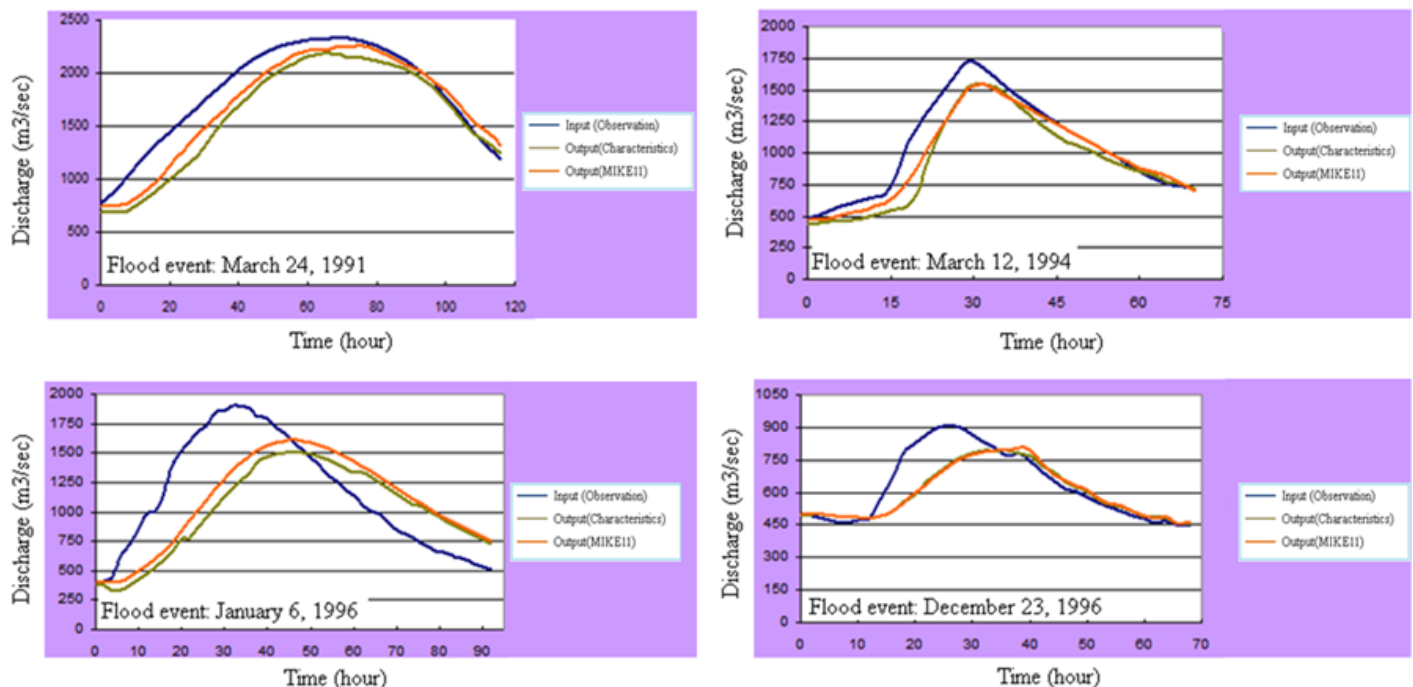 2500
2000
1500
1000
500
0
Discharge (m3/sec)
0 20 40 60 80 100 120
Time (hour)
Flood event: March 24, 1991
Input (Observation)
Output(Characteristics)
Output(MIKE11)
2000
1750
1500
1250
1000
750
500
250
0
Discharge (m3/sec)
0 15 30 45 60 75
Time (hour)
Flood event: March 12, 1994
Input (Observation)
Output(Characteristics)
Output(MIKE11)
2000
1750
1500
1250
1000
750
500
250
0
Discharge (m3/sec)
0 10 20 30 40 50 60 70 80 90
Time (hour)
Flood event: January 6, 1996
Input (Observation)
Output(Characteristics)
Output(MIKE11)
1050
900
750
600
450
300
150
0
Discharge (m3/sec)
0 10 20 30 40 50 60 70
Time (hour)
Flood event: December 23, 1996
Input (Observation)
Output(Characteristics)
Output(MIKE11)